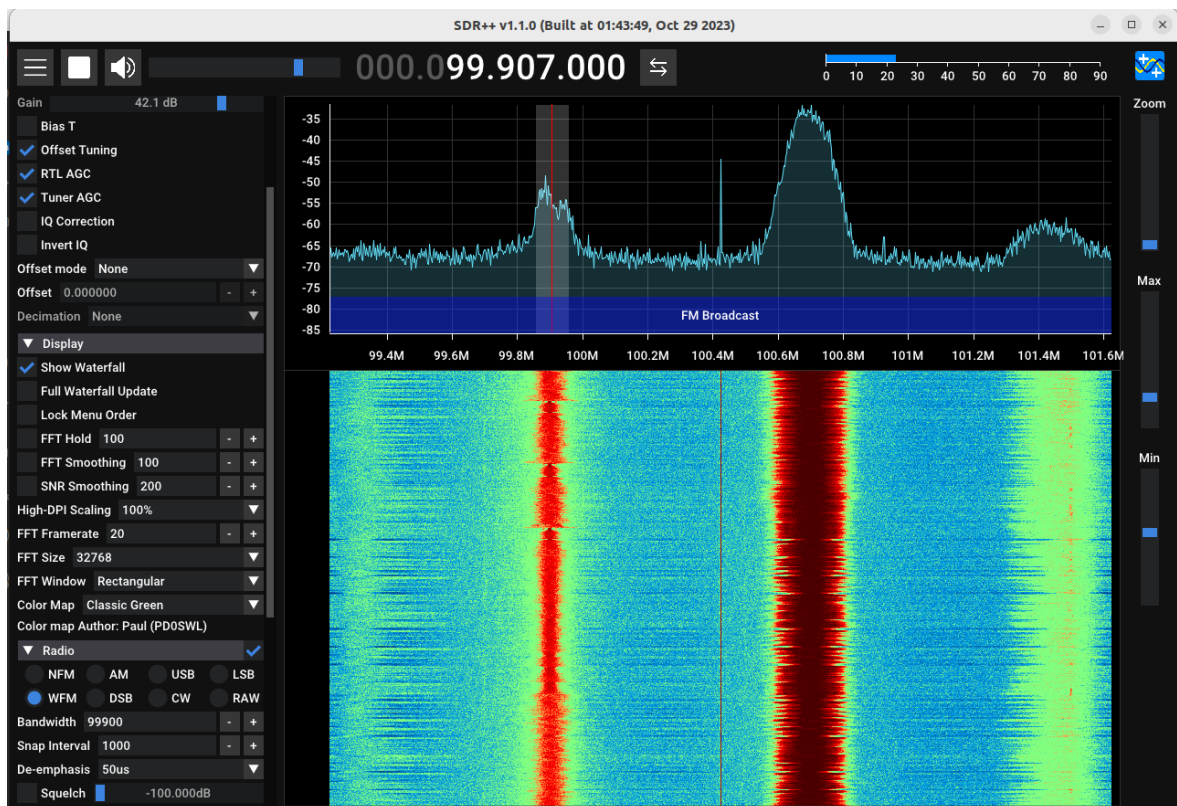 SDR++ v1.1.0 (Built at 01:43:49, Oct 29 2023)
000.099.907.000
0 10 20 30 40 50 60 70 80 90
Gain 42.1 dB
Bias T
Offset Tuning
RTL AGC
Tuner AGC
IQ Correction
Invert IQ
Offset mode None
Offset 0.000000 - +
Decimation None
Display
Show Waterfall
Full Waterfall Update
Lock Menu Order
FFT Hold 100 - +
FFT Smoothing 100 - +
SNR Smoothing 200 - +
High-DPI Scaling 100%
FFT Framerate 20 - +
FFT Size 32768
FFT Window Rectangular
Color Map Classic Green
Color map Author: Paul (PD0SWL)
Radio
NFM AM USB LSB
WFM DSB CW RAW
Bandwidth 99900 - +
Snap Interval 1000 - +
De-emphasis 50us
Squelch -100.000dB
-35
-40
-45
-50
-55
-60
-65
-70
-75
-80
-85
FM Broadcast
99.4M 99.6M 99.8M 100M 100.2M 100.4M 100.6M 100.8M 101M 101.2M 101.4M 101.6M
Zoom
Max
Min